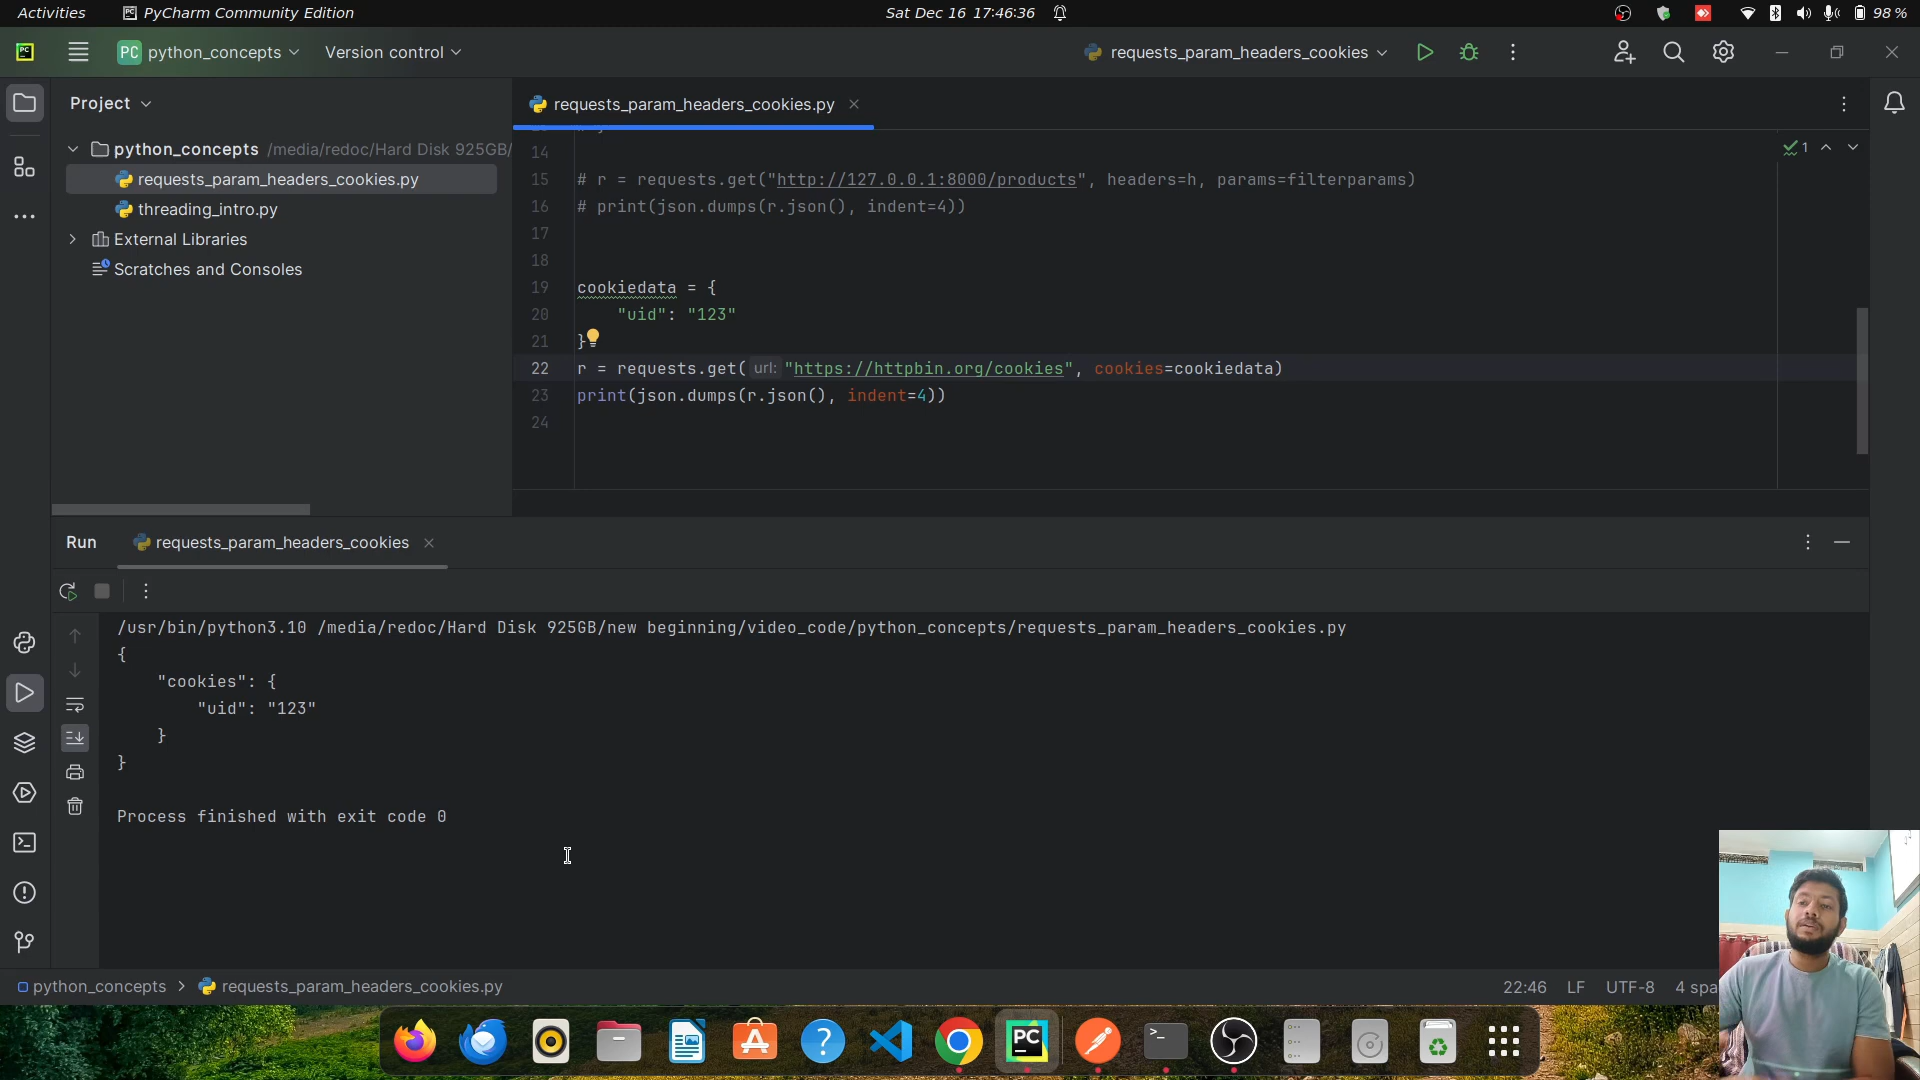 Activities
PyCharm Community Edition
Sat Dec 16 17:46:36
98 %
PC python_concepts
Version control
requests_param_headers_cookies
Project
requests_param_headers_cookies.py
python_concepts /media/redoc/Hard Disk 925GB/
requests_param_headers_cookies.py
threading_intro.py
External Libraries
Scratches and Consoles
1
14
15 # r = requests.get("http://127.0.0.1:8000/products", headers=h, params=filterparams)
16 # print(json.dumps(r.json(), indent=4))
17
18
19 cookiedata = {
20 "uid": "123"
21 }
22 r = requests.get( url: "https://httpbin.org/cookies", cookies=cookiedata)
23 print(json.dumps(r.json(), indent=4))
24
Run
requests_param_headers_cookies
/usr/bin/python3.10 /media/redoc/Hard Disk 925GB/new beginning/video_code/python_concepts/requests_param_headers_cookies.py
{
"cookies": {
"uid": "123"
}
}
Process finished with exit code 0
python_concepts > requests_param_headers_cookies.py
22:46 LF UTF-8 4 spa
PC